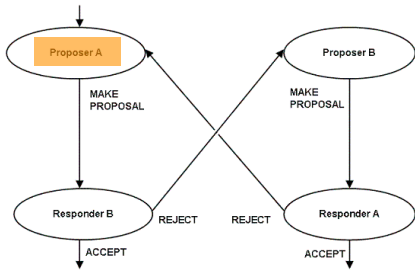 Proposer A
Proposer B
MAKE
PROPOSAL
MAKE
PROPOSAL
Responder B
REJECT
REJECT
Responder A
ACCEPT
ACCEPT